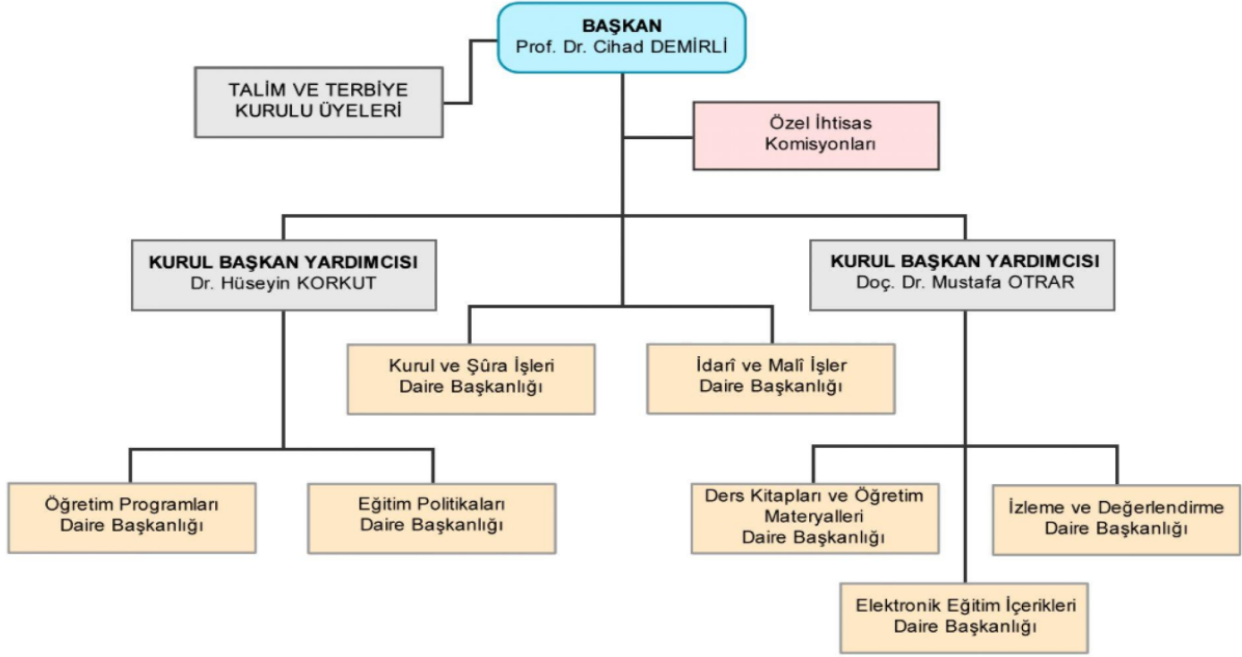 BAŞKAN
Prof. Dr. Cihad DEMİRLİ
TALİM VE TERBİYE
KURULU ÜYELERİ
Özel İhtisas
Komisyonları
KURUL BAŞKAN YARDIMCISI
Dr. Hüseyin KORKUT
KURUL BAŞKAN YARDIMCISI
Doç. Dr. Mustafa OTRAR
Kurul ve Şûra İşleri
Daire Başkanlığı
İdarî ve Malî İşler
Daire Başkanlığı
Öğretim Programları
Daire Başkanlığı
Eğitim Politikaları
Daire Başkanlığı
Ders Kitapları ve Öğretim
Materyalleri
Daire Başkanlığı
İzleme ve Değerlendirme
Daire Başkanlığı
Elektronik Eğitim İçerikleri
Daire Başkanlığı